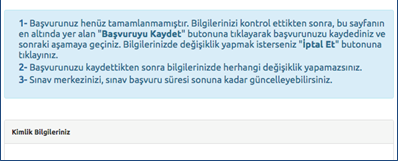 1- Başvurunuz henüz tamamlanmamıştır. Bilgilerinizi kontrol ettikten sonra, bu sayfanın
en altında yer alan "Başvuruyu Kaydet" butonuna tıklayarak başvurunuzu kaydediniz ve
sonraki aşamaya geçiniz. Bilgilerinizde değişiklik yapmak isterseniz "İptal Et" butonuna
tıklayınız.
2- Başvurunuzu kaydettikten sonra bilgilerinizde herhangi değişiklik yapamazsınız.
3- Sınav merkezinizi, sınav başvuru süresi sonuna kadar güncelleyebilirsiniz.
Kimlik Bilgileriniz